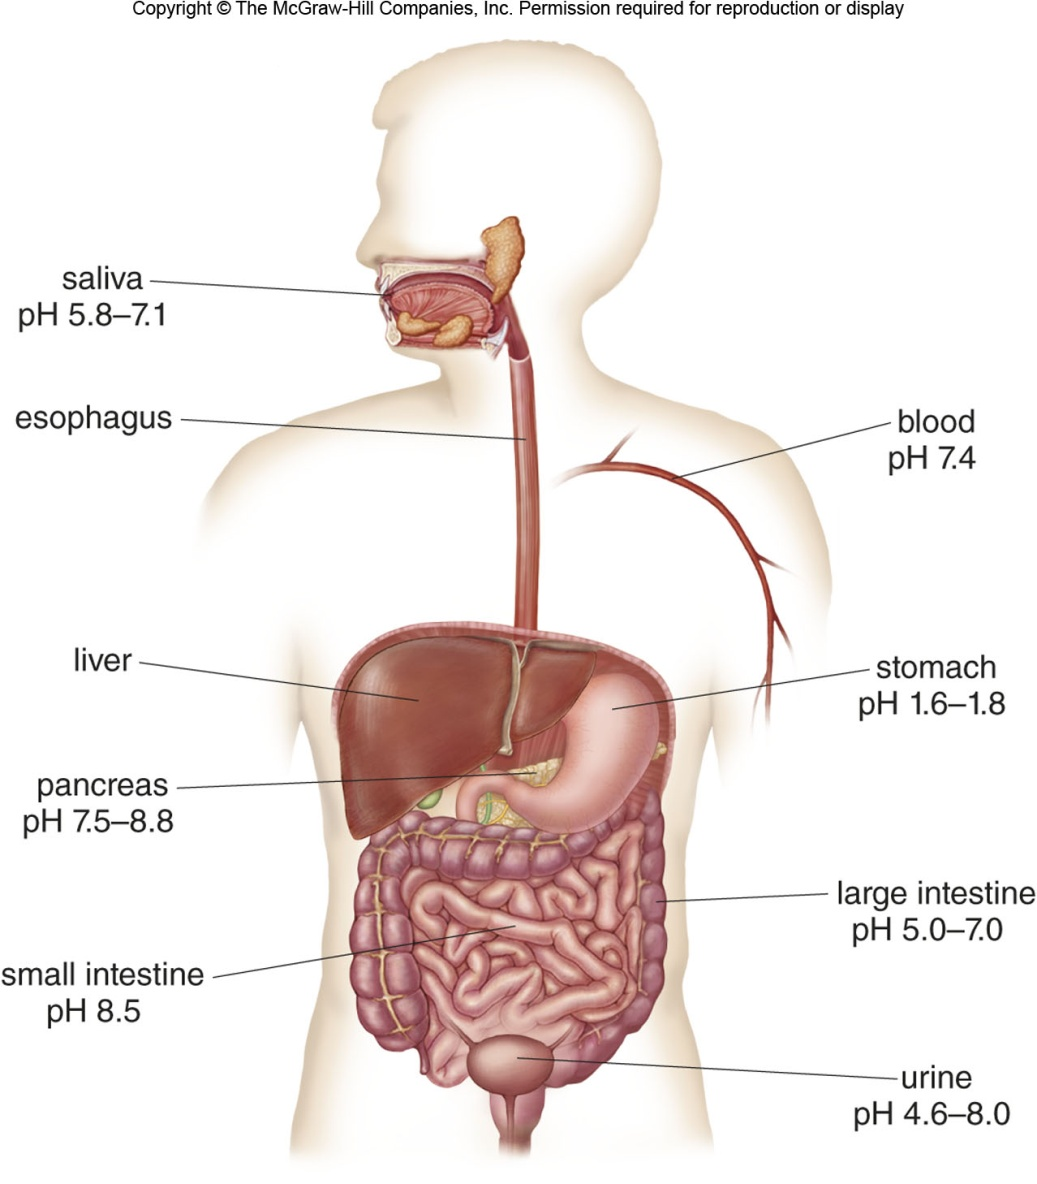 Copyright © The McGraw-Hill Companies, Inc. Permission required for reproduction or display
saliva
pH 5.8–7.1
esophagus
blood
pH 7.4
liver
stomach
pH 1.6–1.8
pancreas
pH 7.5–8.8
large intestine
pH 5.0–7.0
small intestine
pH 8.5
urine
pH 4.6–8.0